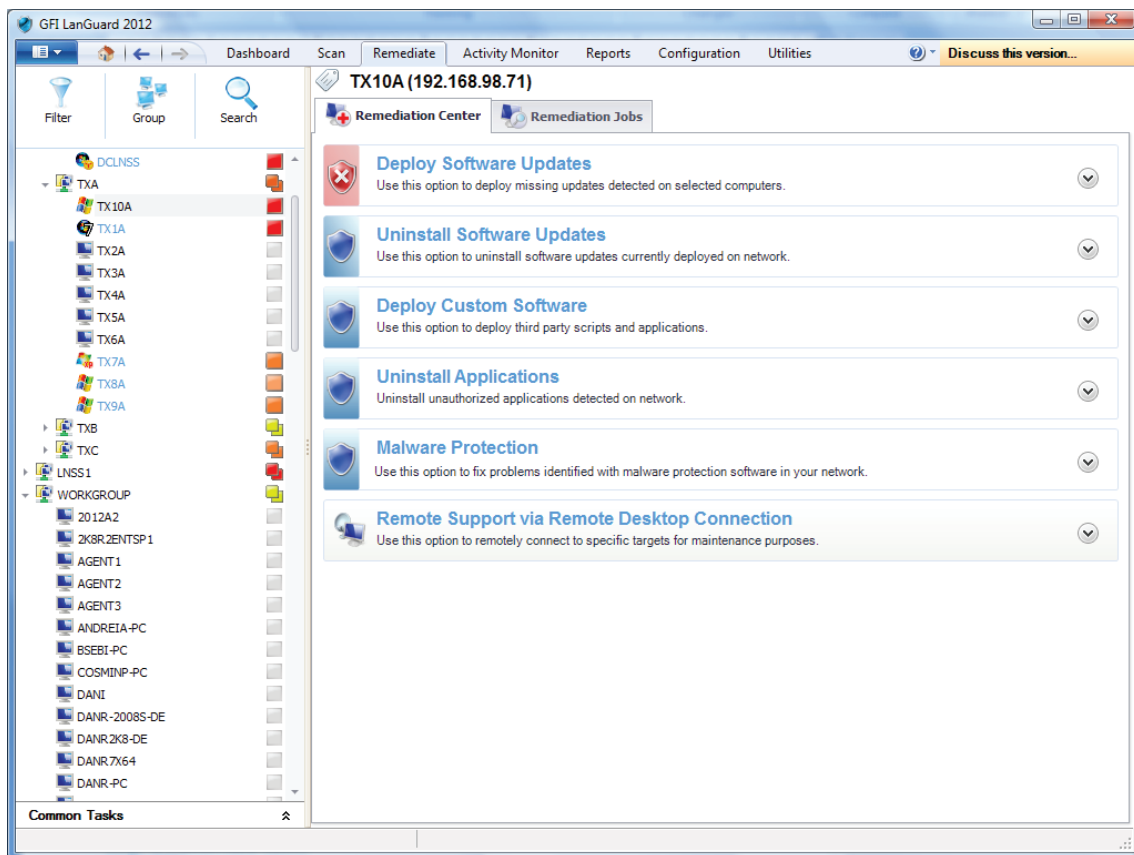 GFI LanGuard 2012
Dashboard Scan Remediate Activity Monitor Reports Configuration Utilities Discuss this version...
Filter Group Search
TX10A (192.168.98.71)
Remediation Center Remediation Jobs
DCLNSS
TXA
TX10A
TX1A
TX2A
TX3A
TX4A
TX5A
TX6A
TX7A
TX8A
TX9A
TXB
TXC
LNSS1
WORKGROUP
2012A2
2K8R2ENTSP1
AGENT1
AGENT2
AGENT3
ANDREIA-PC
BSEBI-PC
COSMINP-PC
DANI
DANR-2008S-DE
DANR2K8-DE
DANR7X64
DANR-PC
Common Tasks
Deploy Software Updates
Use this option to deploy missing updates detected on selected computers.
Uninstall Software Updates
Use this option to uninstall software updates currently deployed on network.
Deploy Custom Software
Use this option to deploy third party scripts and applications.
Uninstall Applications
Uninstall unauthorized applications detected on network.
Malware Protection
Use this option to fix problems identified with malware protection software in your network.
Remote Support via Remote Desktop Connection
Use this option to remotely connect to specific targets for maintenance purposes.